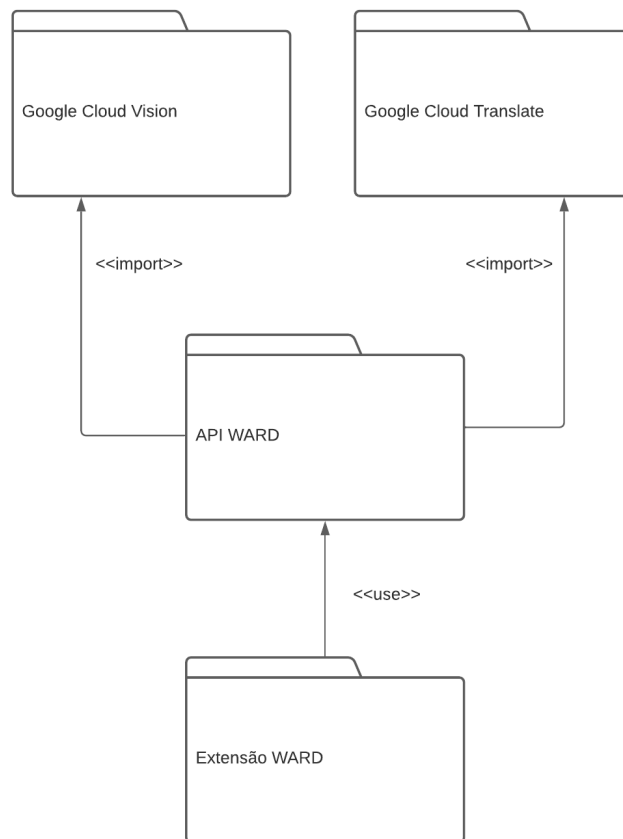 Google Cloud Vision
Google Cloud Translate
<<import>>
<<import>>
API WARD
<<use>>
Extensão WARD